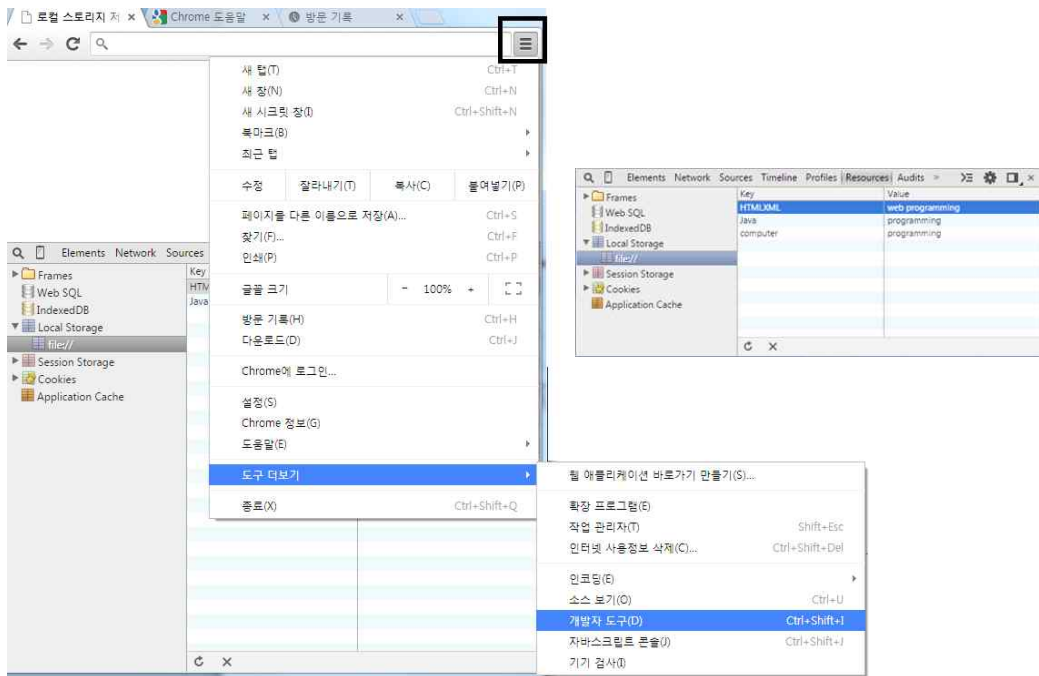 로컬 스토리지 저
Chrome 도움말
방문 기록
새 탭(T) Ctrl+T
새 창(N) Ctrl+N
새 시크릿 창(I) Ctrl+Shift+N
북마크(B)
최근 탭
수정 잘라내기(T) 복사(C) 붙여넣기(P)
페이지를 다른 이름으로 저장(A)... Ctrl+S
찾기(F)... Ctrl+F
인쇄(P) Ctrl+P
글꼴 크기 - 100% +
방문 기록(H) Ctrl+H
다운로드(D) Ctrl+J
Chrome에 로그인...
설정(S)
Chrome 정보(G)
도움말(E)
도구 더보기
종료(X) Ctrl+Shift+Q
Elements Network Sources
Frames
Web SQL
IndexedDB
Local Storage
file://
Session Storage
Cookies
Application Cache
Key
HTM
Java
웹 애플리케이션 바로가기 만들기(S)...
확장 프로그램(E)
작업 관리자(T) Shift+Esc
인터넷 사용정보 삭제(C)... Ctrl+Shift+Del
인코딩(E)
소스 보기(O) Ctrl+U
개발자 도구(D) Ctrl+Shift+I
자바스크립트 콘솔(J) Ctrl+Shift+J
기기 검사(I)
Elements Network Sources Timeline Profiles Resources Audits »
Frames
Web SQL
IndexedDB
Local Storage
file://
Session Storage
Cookies
Application Cache
Key Value
HTMLXML web programming
Java programming
computer programming